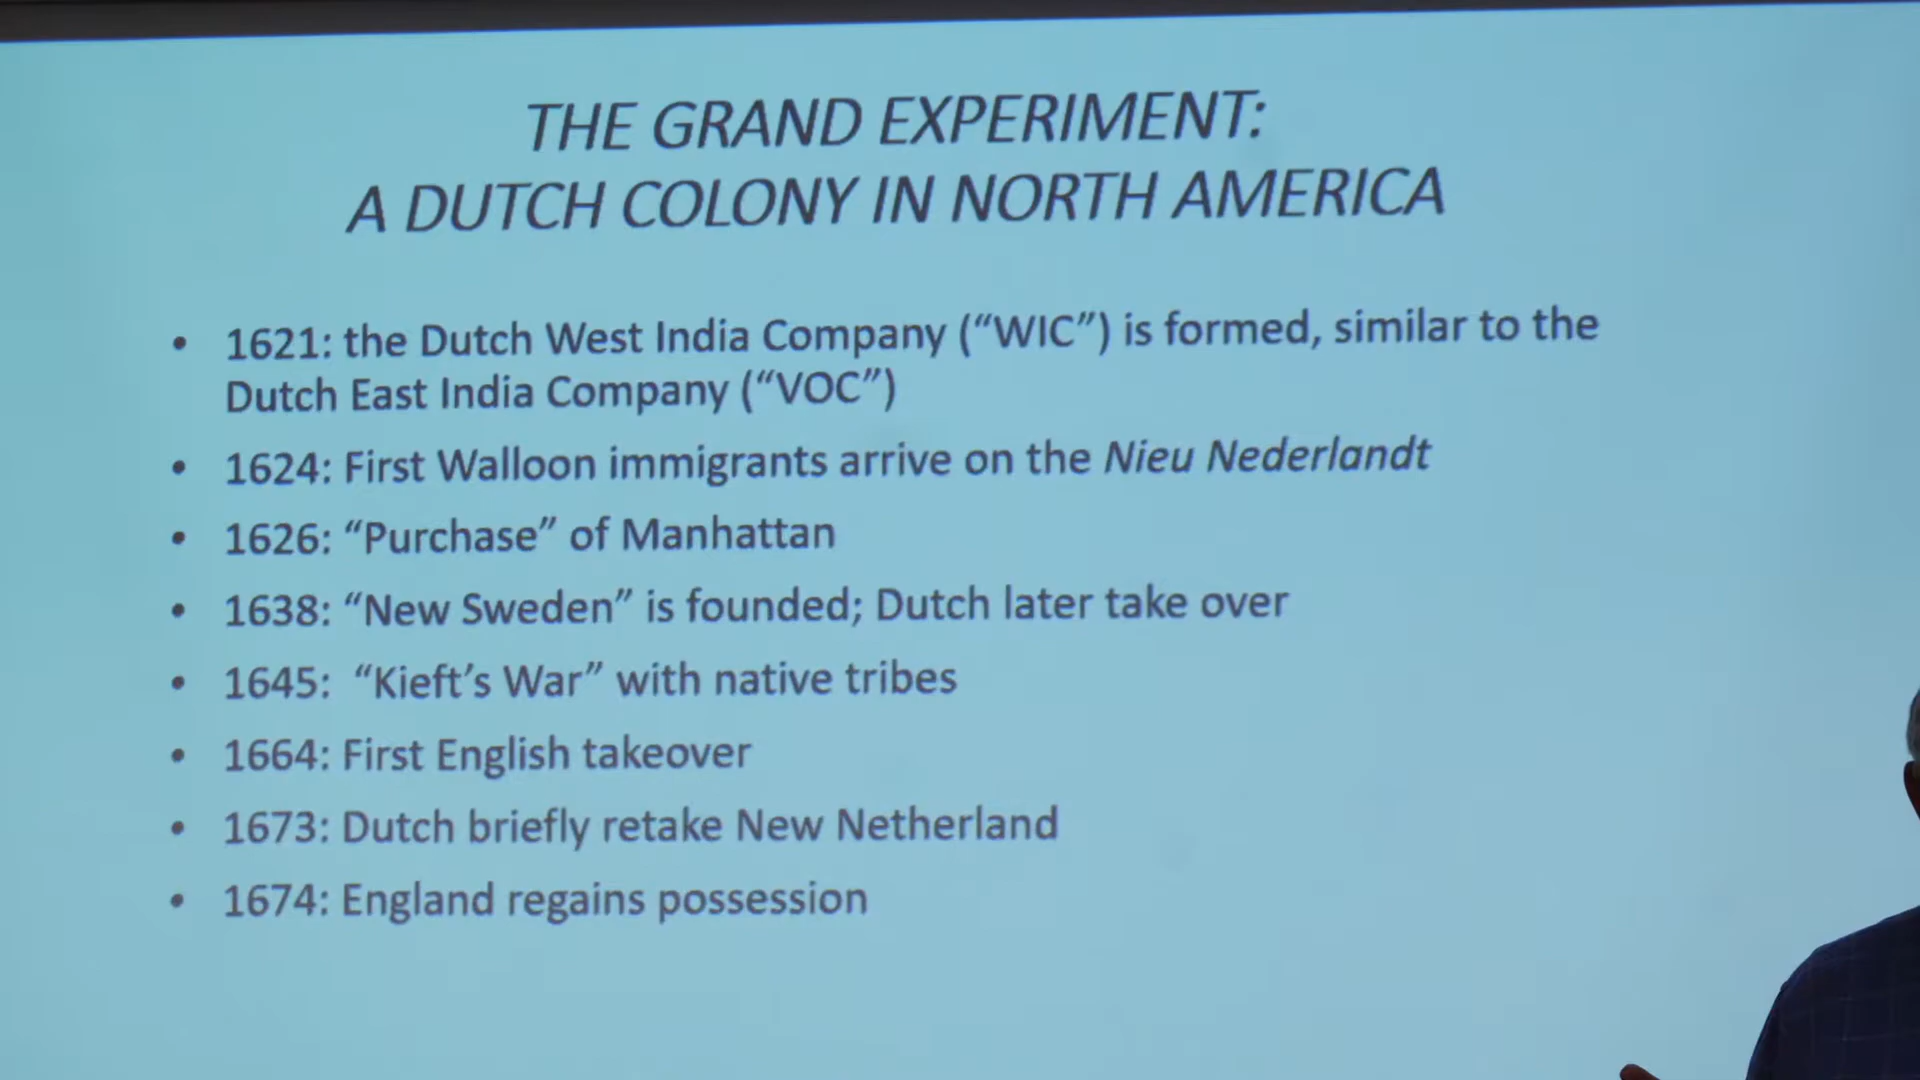 THE GRAND EXPERIMENT:
A DUTCH COLONY IN NORTH AMERICA
• 1621: the Dutch West India Company (“WIC”) is formed, similar to the
Dutch East India Company (“VOC”)
• 1624: First Walloon immigrants arrive on the Nieu Nederlandt
• 1626: “Purchase” of Manhattan
• 1638: “New Sweden” is founded; Dutch later take over
• 1645:  “Kieft’s War” with native tribes
• 1664: First English takeover
• 1673: Dutch briefly retake New Netherland
• 1674: England regains possession